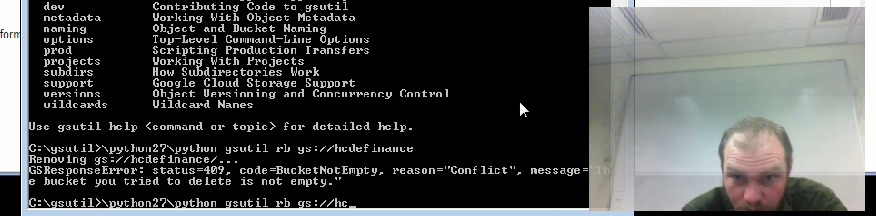 dev Contributing Code to gsutil
metadata Working With Object Metadata
naming Object and Bucket Naming
options Top-Level Command-Line Options
prod Scripting Production Transfers
projects Working With Projects
subdirs How Subdirectories Work
support Google Cloud Storage Support
versions Object Versioning and Concurrency Control
wildcards Wildcard Names
form
Use gsutil help <command or topic> for detailed help.
C:\gsutil>\python27\python gsutil rb gs://hcdefinance
Removing gs://hcdefinance/...
GSResponseError: status=409, code=BucketNotEmpty, reason="Conflict", message="Th
e bucket you tried to delete is not empty."
C:\gsutil>\python27\python gsutil rb gs://hc_